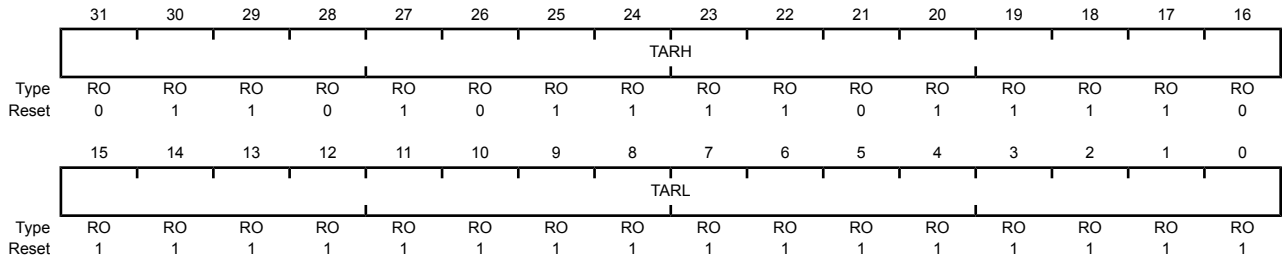 31 30 29 28 27 26 25 24 23 22 21 20 19 18 17 16
TARH
Type RO RO RO RO RO RO RO RO RO RO RO RO RO RO RO RO
Reset 0 1 1 0 1 0 1 1 1 1 0 1 1 1 1 0
15 14 13 12 11 10 9 8 7 6 5 4 3 2 1 0
TARL
Type RO RO RO RO RO RO RO RO RO RO RO RO RO RO RO RO
Reset 1 1 1 1 1 1 1 1 1 1 1 1 1 1 1 1